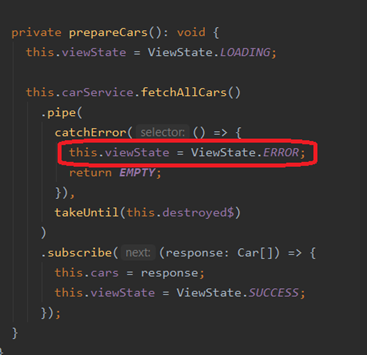 private prepareCars(): void {
this.viewState = ViewState.LOADING;
this.carService.fetchAllCars()
.pipe(
catchError( selector: () => {
this.viewState = ViewState.ERROR;
return EMPTY;
}),
takeUntil(this.destroyed$)
)
.subscribe( next: (response: Car[]) => {
this.cars = response;
this.viewState = ViewState.SUCCESS;
});
}
}